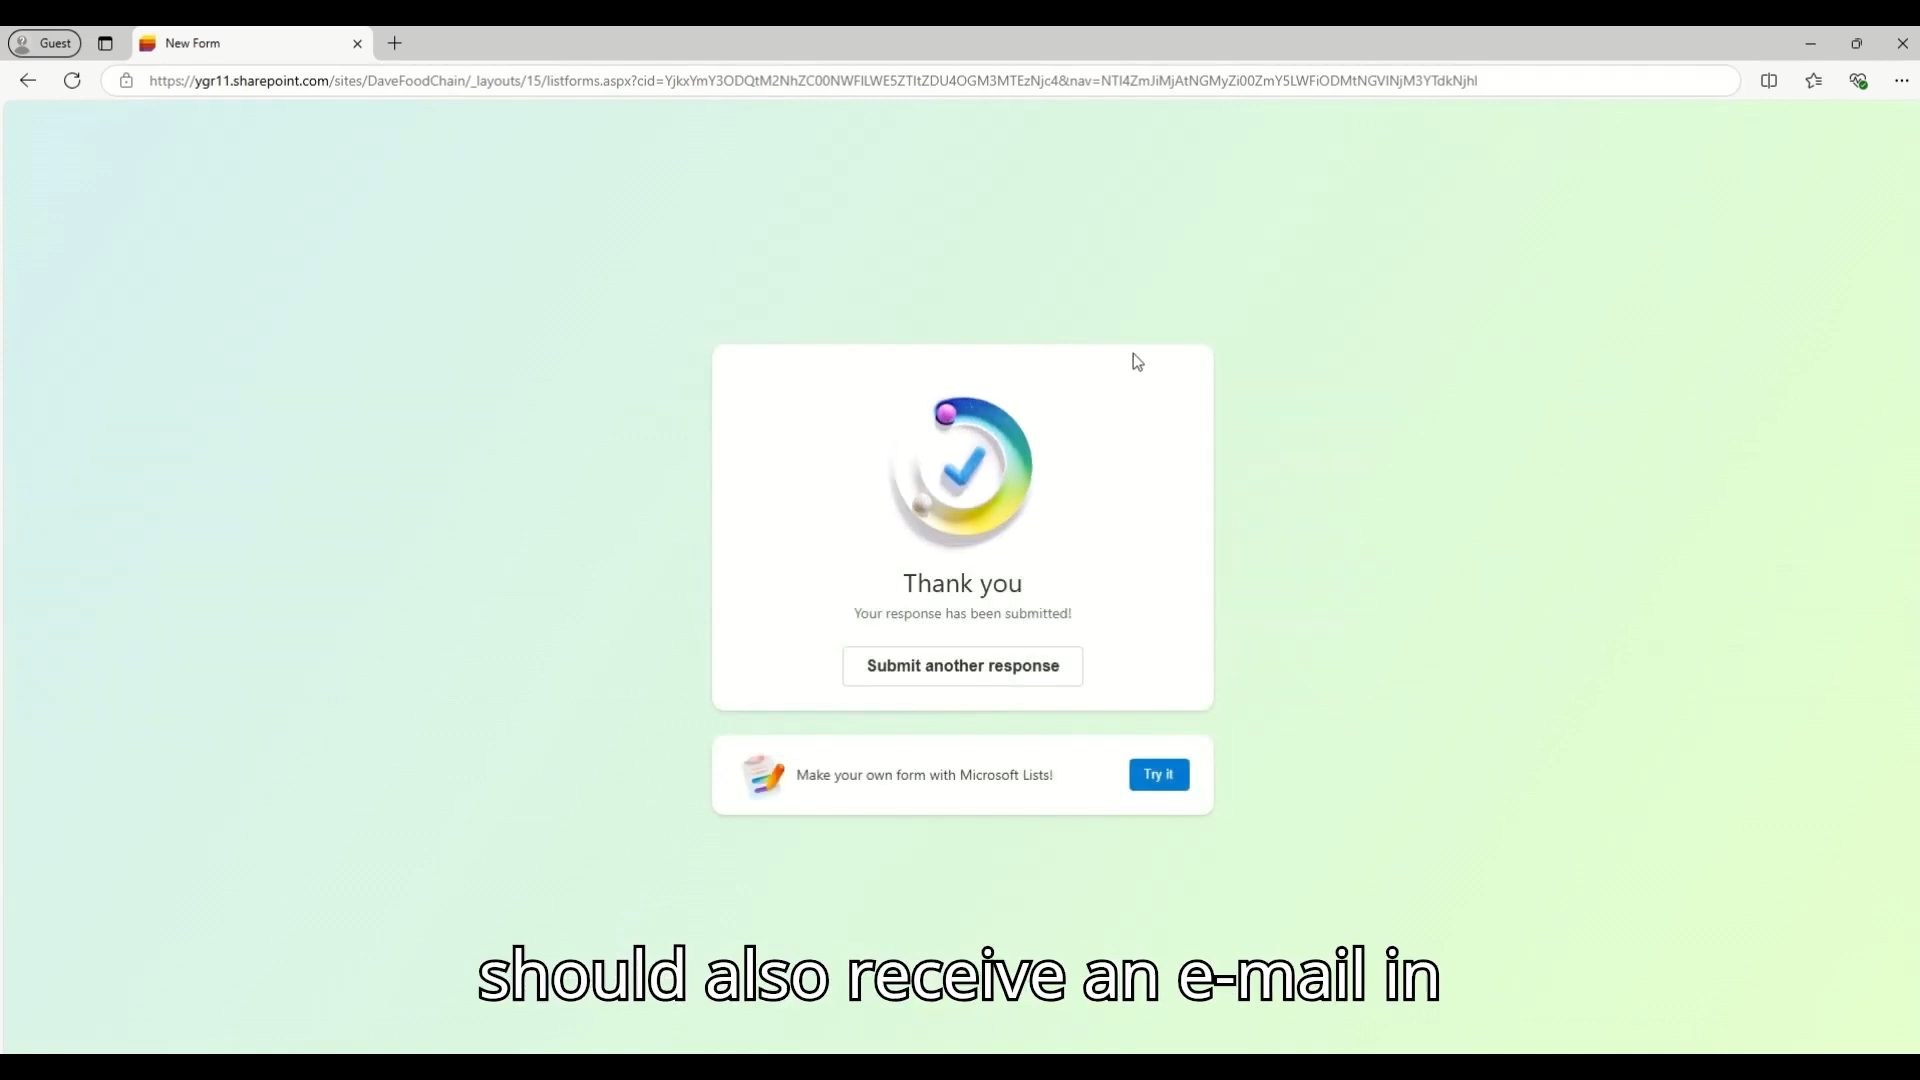 Guest
New Form
https://ygr11.sharepoint.com/sites/DaveFoodChain/_layouts/15/listforms.aspx?cid=YjkxYmY3ODQtM2NhZC00NWFlLWE5ZTItZDU4OGM3MTEzNjc4&nav=NTI4ZmJiMjAtNGMyZi00ZmY5LWFiODMtNGVlNjM3YTdkNjhl
Thank you
Your response has been submitted!
Submit another response
Make your own form with Microsoft Lists!
Try it
should also receive an e-mail in